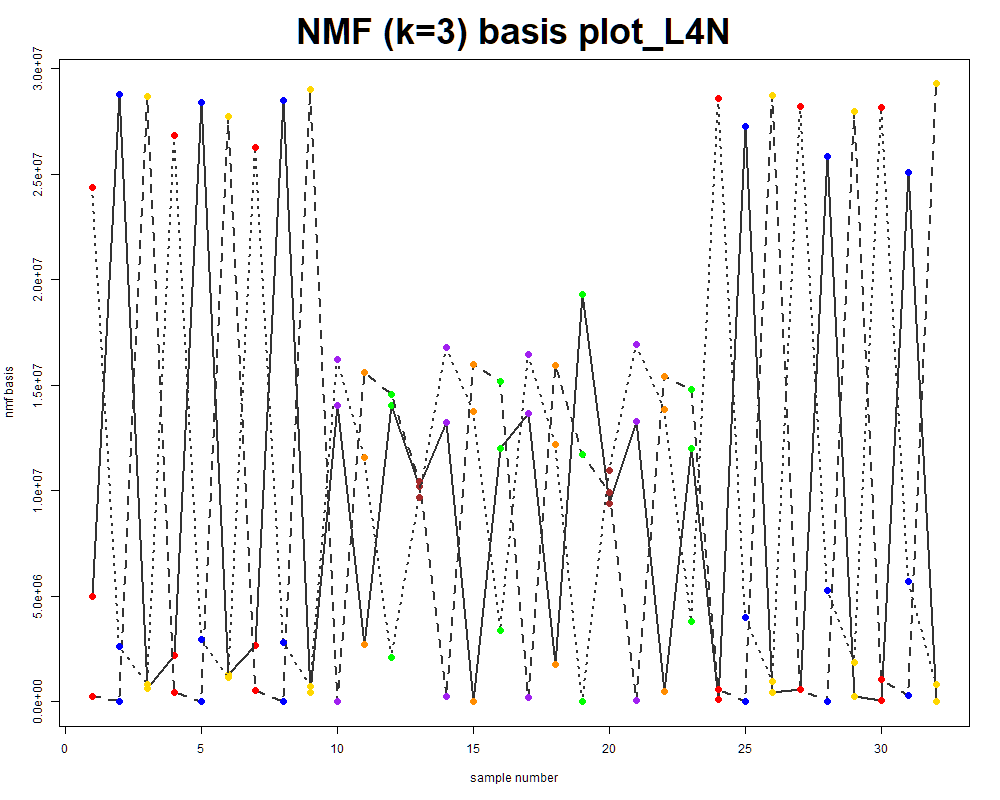 NMF (k=3) basis plot_L4N
3.0e+07
2.5e+07
2.0e+07
1.5e+07
1.0e+07
5.0e+06
0.0e+00
nmf basis
0 5 10 15 20 25 30
sample number